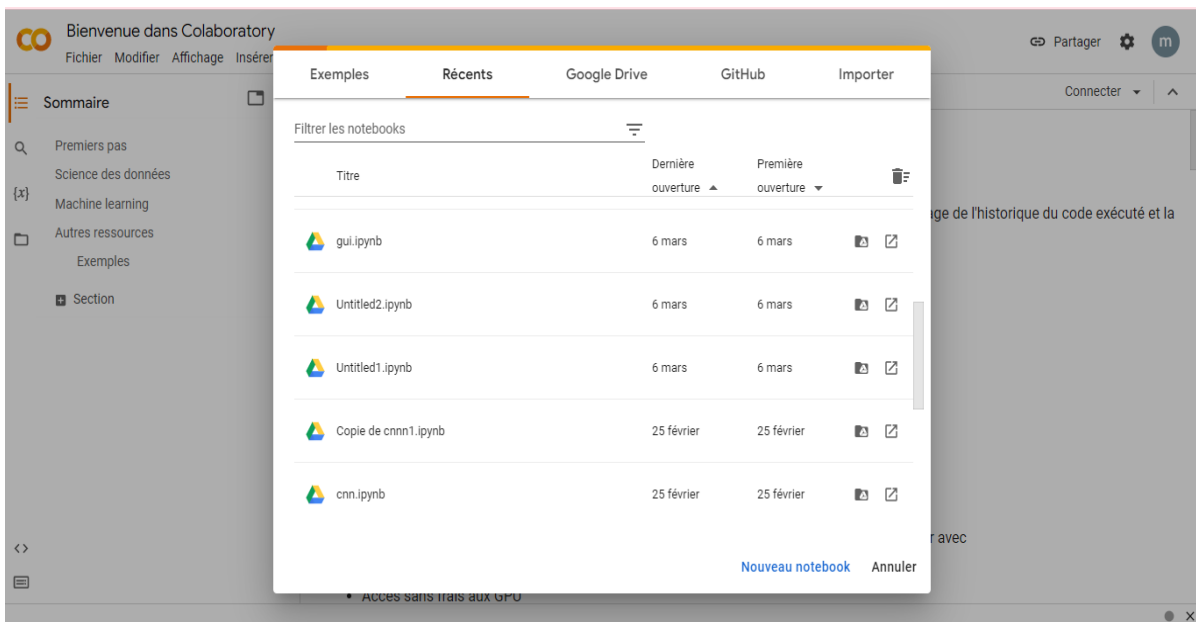 Bienvenue dans Colaboratory
Fichier Modifier Affichage Insérer
Partager
m
Sommaire
Premiers pas
Science des données
{x}
Machine learning
Autres ressources
Exemples
Section
Exemples Récents Google Drive GitHub Importer
Connecter
Filtrer les notebooks
Titre
Dernière ouverture
Première ouverture
gui.ipynb 6 mars 6 mars
Untitled2.ipynb 6 mars 6 mars
Untitled1.ipynb 6 mars 6 mars
Copie de cnnn1.ipynb 25 février 25 février
cnn.ipynb 25 février 25 février
Nouveau notebook Annuler
de l'historique du code exécuté et la
avec
Accès sans frais aux GPU